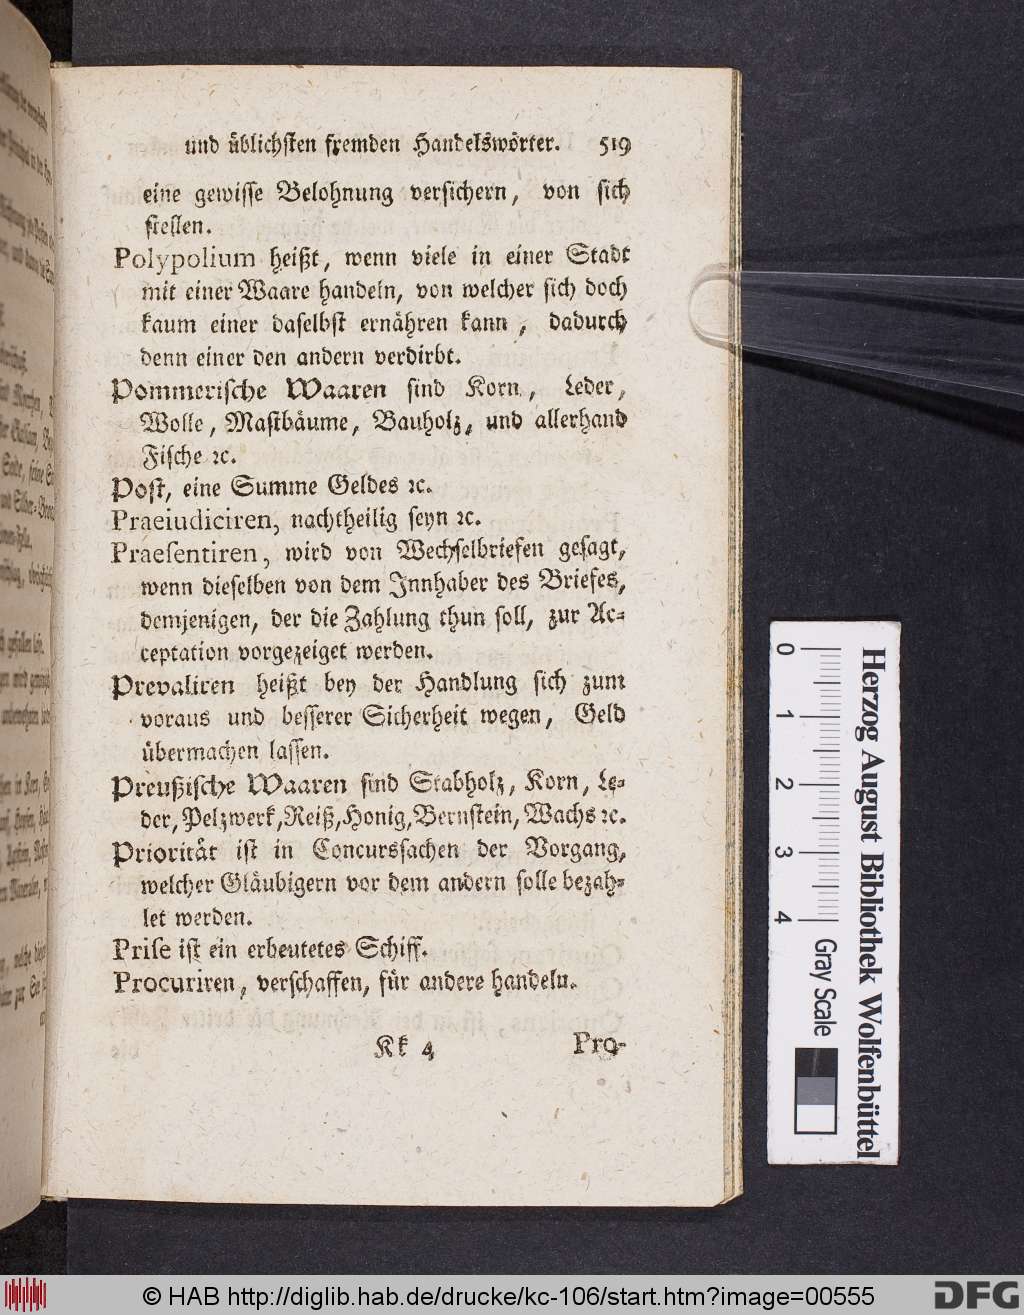 und üblichsten fremden Handelswörter. 519
eine gewisse Belohnung versichern, von sich
stellen.
Polypolium heißt, wenn viele in einer Stadt
mit einer Waare handeln, von welcher sich doch
kaum einer daselbst ernähren kann, dadurch
denn einer den andern verdirbt.
Pommerische Waaren sind Korn, Leder,
Wolle, Mastbäume, Bauholz, und allerhand
Fische ꝛc.
Post, eine Summe Geldes ꝛc.
Praeiudiciren, nachtheilig seyn ꝛc.
Praesentiren, wird von Wechselbriefen gesagt,
wenn dieselben von dem Innhaber des Briefes,
demjenigen, der die Zahlung thun soll, zur Ac-
ceptation vorgezeiget werden.
Prevaliren heißt bey der Handlung sich zum
voraus und besserer Sicherheit wegen, Geld
übermachen lassen.
Preußische Waaren sind Stabholz, Korn, Le-
der, Pelzwerk, Reiß, Honig, Bernstein, Wachs ꝛc.
Priorität ist in Concurssachen der Vorgang,
welcher Gläubigern vor dem andern solle bezah-
let werden.
Prise ist ein erbeutetes Schiff.
Procuriren, verschaffen, für andere handeln.
Kk 4 Pro-
0 1 2 3 4
Gray Scale
Herzog August Bibliothek Wolfenbüttel
© HAB http://diglib.hab.de/drucke/kc-106/start.htm?image=00555
DFG